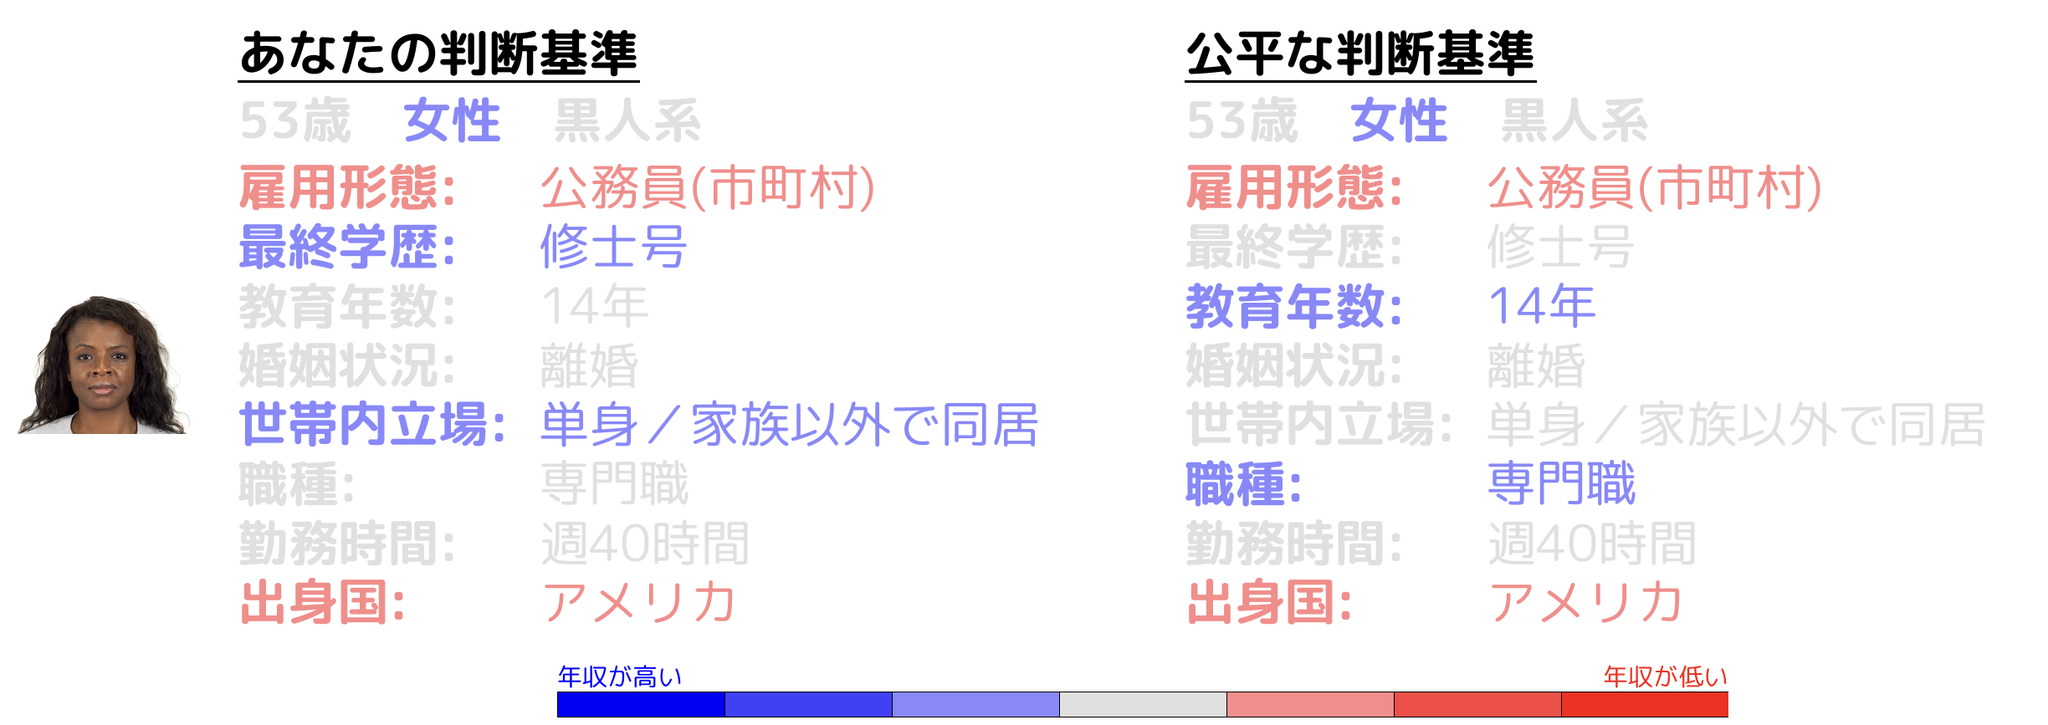 あなたの判断基準
53歳 女性 黒人系
雇用形態: 公務員(市町村)
最終学歴: 修士号
教育年数: 14年
婚姻状況: 離婚
世帯内立場: 単身／家族以外で同居
職種: 専門職
勤務時間: 週40時間
出身国: アメリカ
公平な判断基準
53歳 女性 黒人系
雇用形態: 公務員(市町村)
最終学歴: 修士号
教育年数: 14年
婚姻状況: 離婚
世帯内立場: 単身／家族以外で同居
職種: 専門職
勤務時間: 週40時間
出身国: アメリカ
年収が高い 年収が低い